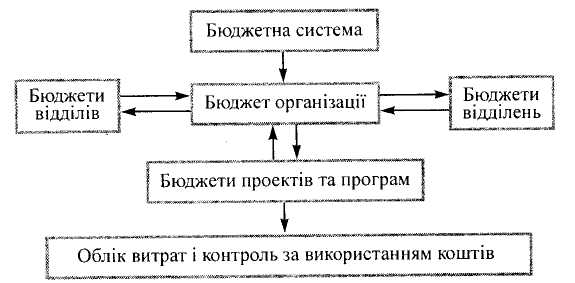 Бюджетна система
Бюджети
відділів
Бюджет організації
Бюджети
відділень
Бюджети проектів та програм
Облік витрат і контроль за використанням коштів